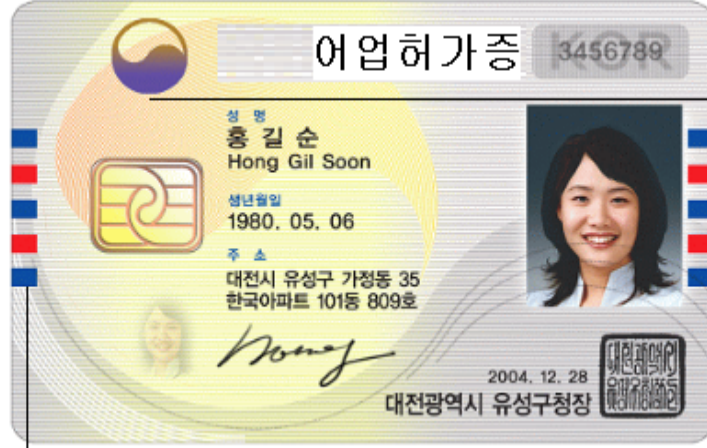 어업허가증
KOR 3456789
성 명
홍 길 순
Hong Gil Soon
생년월일
1980. 05. 06
주 소
대전시 유성구 가정동 35
한국아파트 101동 809호
2004. 12. 28
대전광역시 유성구청장